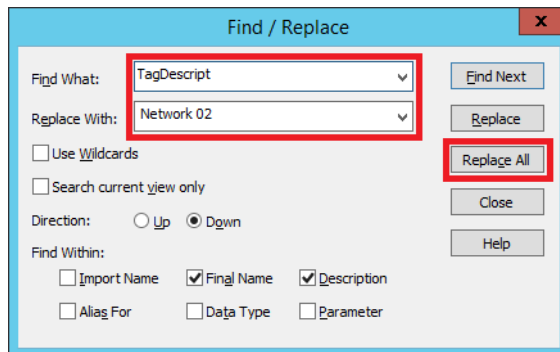 Find / Replace
x
Find What: TagDescript Find Next
Replace With: Network 02 Replace
Use Wildcards Replace All
Search current view only
Close
Direction: Up Down
Help
Find Within:
Import Name Final Name Description
Alias For Data Type Parameter